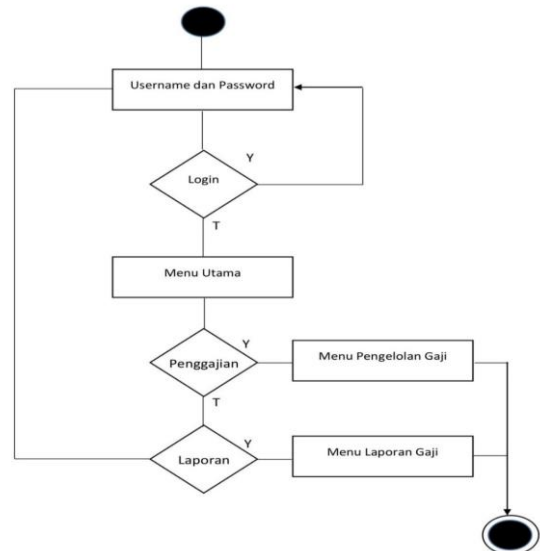 Username dan Password
Y
Login
T
Menu Utama
Y
Penggajian
Menu Pengelolan Gaji
T
Y
Laporan
Menu Laporan Gaji